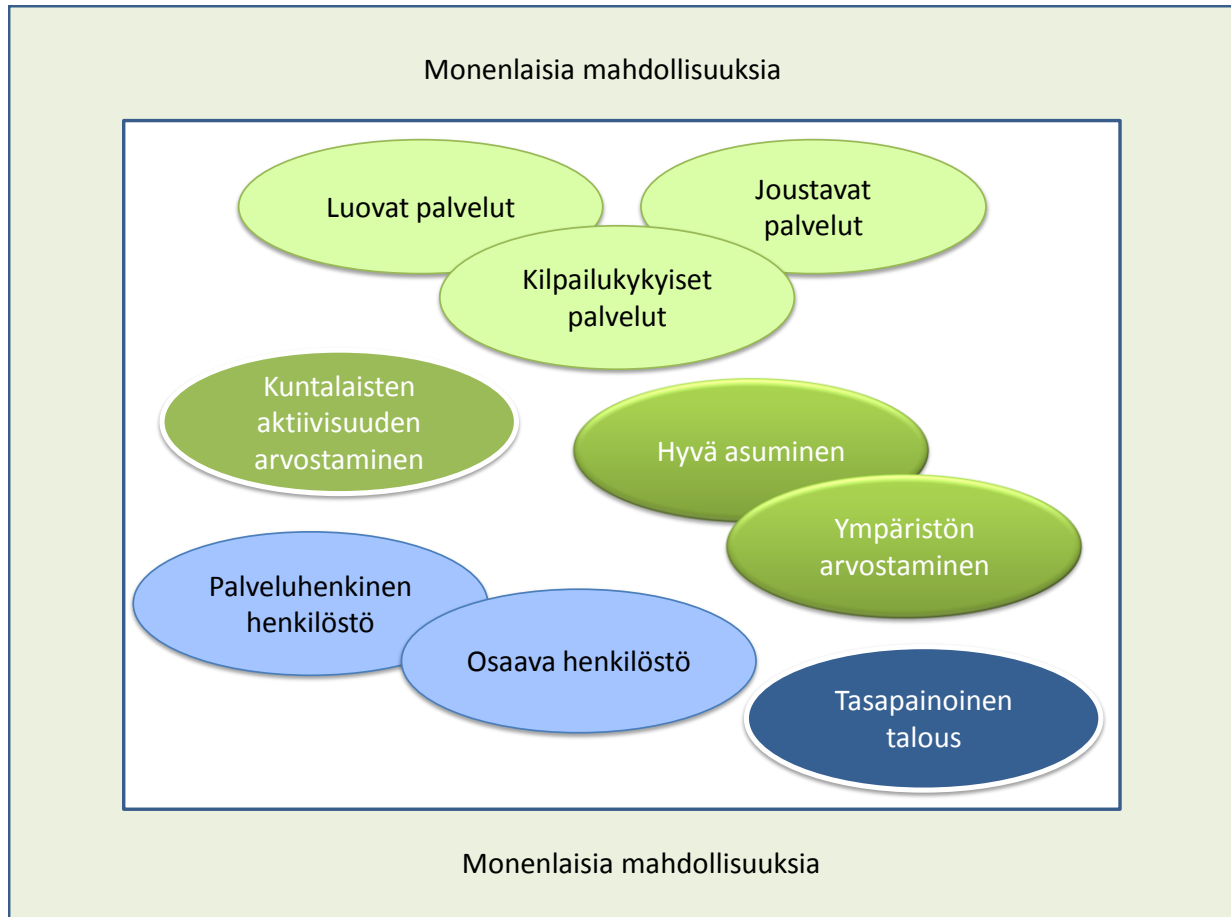 Monenlaisia mahdollisuuksia
Luovat palvelut
Joustavat
palvelut
Kilpailukykyiset
palvelut
Kuntalaisten
aktiivisuuden
arvostaminen
Hyvä asuminen
Ympäristön
arvostaminen
Palveluhenkinen
henkilöstö
Osaava henkilöstö
Tasapainoinen
talous
Monenlaisia mahdollisuuksia